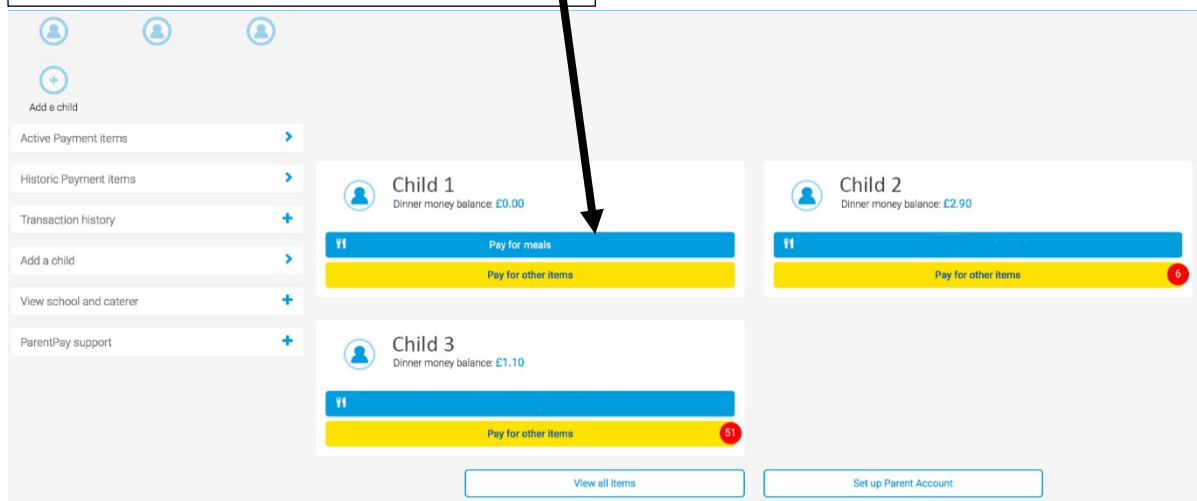 Add a child
Active Payment items
Historic Payment items
Transaction history
Add a child
View school and caterer
ParentPay support
Child 1
Dinner money balance: £0.00
Pay for meals
Pay for other items
Child 2
Dinner money balance: £2.90
Pay for other items
6
Child 3
Dinner money balance: £1.10
Pay for other items
51
View all items
Set up Parent Account